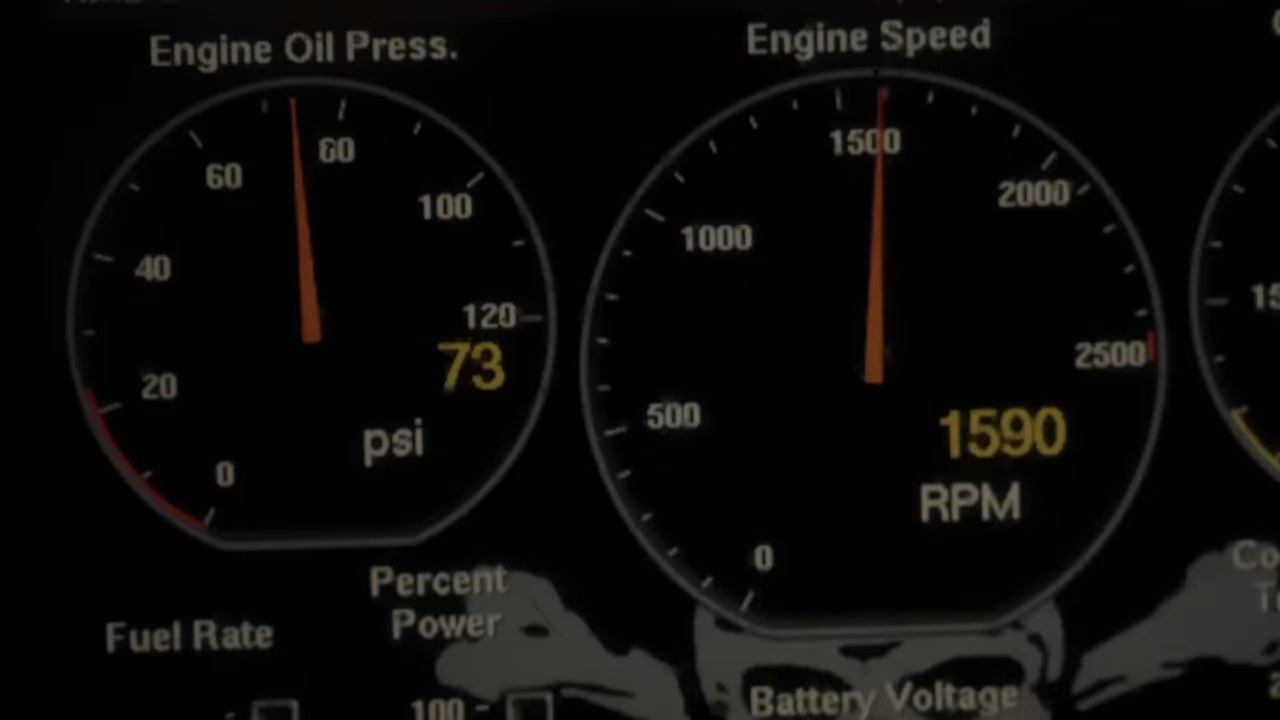 Engine Oil Press.
60
80
100
40
120
73
20
psi
0
Engine Speed
1500
2000
1000
2500
500
1590
RPM
0
Percent
Power
Fuel Rate
100
Battery Voltage